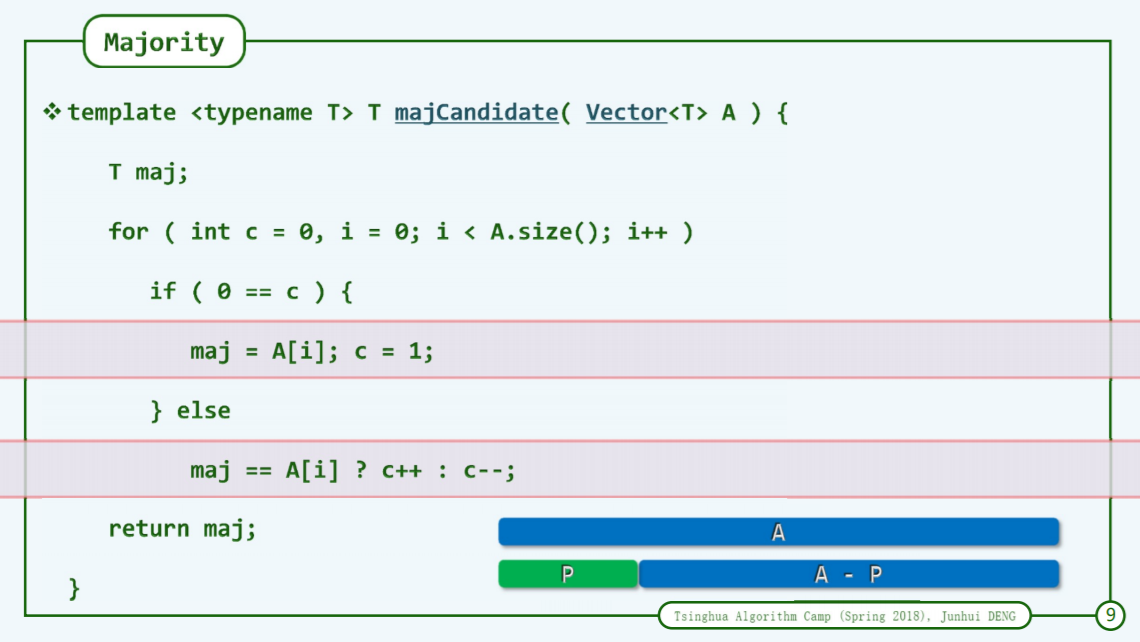 Majority
❖ template <typename T> T majCandidate( Vector<T> A ) {
T maj;
for ( int c = 0, i = 0; i < A.size(); i++ )
if ( 0 == c ) {
maj = A[i]; c = 1;
} else
maj == A[i] ? c++ : c--;
return maj;
A
P A - P
}
Tsinghua Algorithm Camp (Spring 2018), Junhui DENG 9